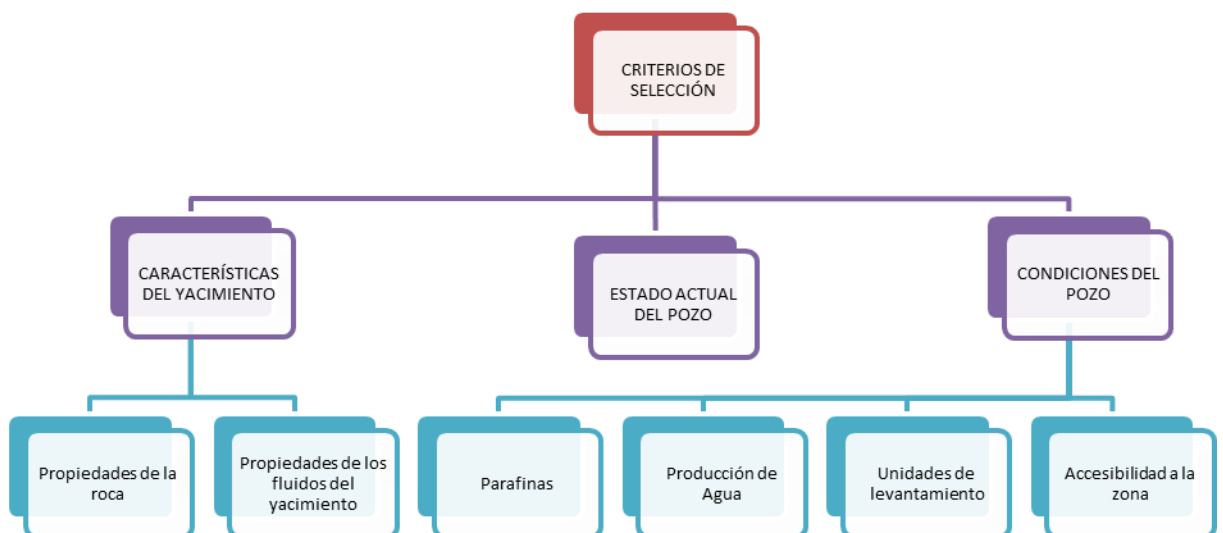 CRITERIOS DE
SELECCIÓN
CARACTERÍSTICAS
DEL YACIMIENTO
ESTADO ACTUAL
DEL POZO
CONDICIONES DEL
POZO
Propiedades de la
roca
Propiedades de los
fluidos del
yacimiento
Parafinas
Producción de
Agua
Unidades de
levantamiento
Accesibilidad a la
zona